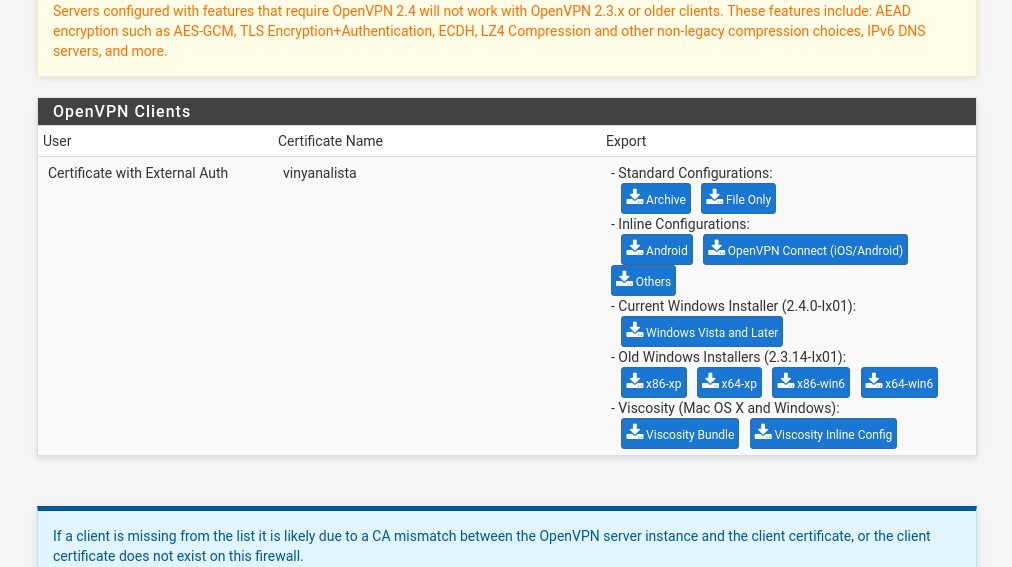 Servers configured with features that require OpenVPN 2.4 will not work with OpenVPN 2.3.x or older clients. These features include: AEAD
encryption such as AES-GCM, TLS Encryption+Authentication, ECDH, LZ4 Compression and other non-legacy compression choices, IPv6 DNS
servers, and more.
OpenVPN Clients
User Certificate Name Export
Certificate with External Auth vinyanalista - Standard Configurations:
Archive File Only
- Inline Configurations:
Android OpenVPN Connect (iOS/Android)
Others
- Current Windows Installer (2.4.0-Ix01):
Windows Vista and Later
- Old Windows Installers (2.3.14-Ix01):
x86-xp x64-xp x86-win6 x64-win6
- Viscosity (Mac OS X and Windows):
Viscosity Bundle Viscosity Inline Config
If a client is missing from the list it is likely due to a CA mismatch between the OpenVPN server instance and the client certificate, or the client
certificate does not exist on this firewall.